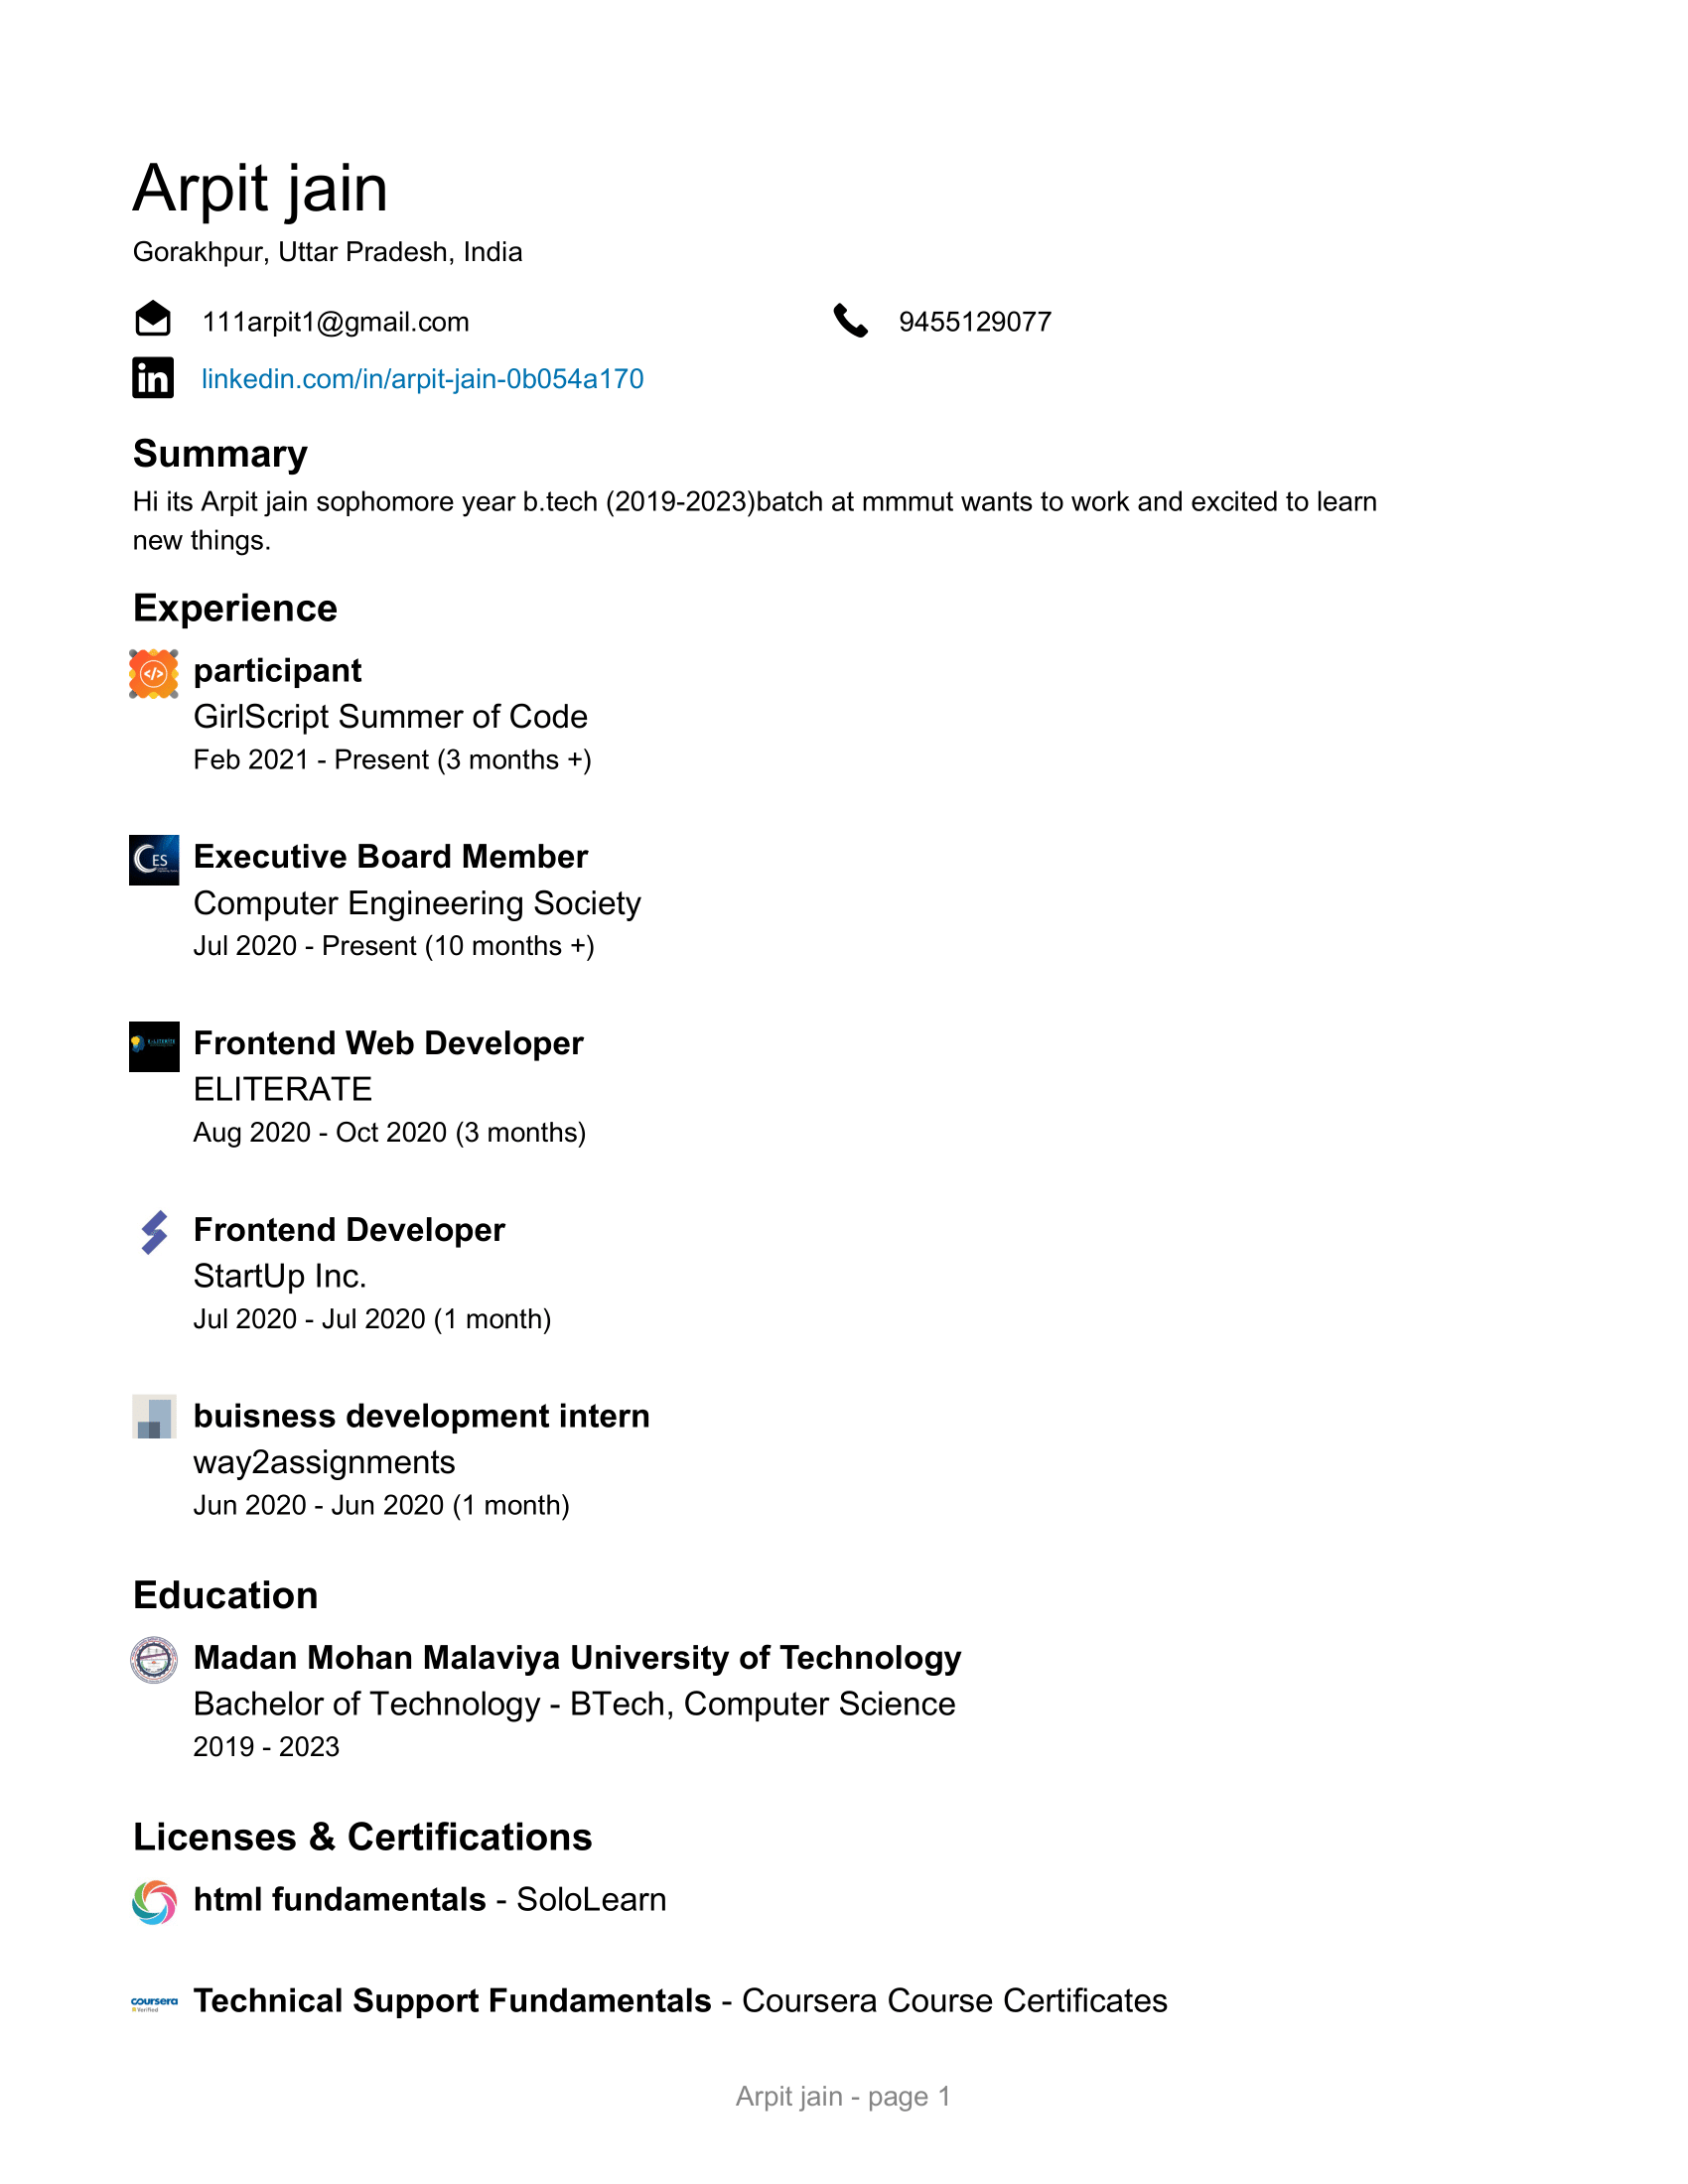 Arpit jain
Gorakhpur, Uttar Pradesh, India
111arpit1@gmail.com 9455129077
linkedin.com/in/arpit-jain-0b054a170
Summary
Hi its Arpit jain sophomore year b.tech (2019-2023)batch at mmmut wants to work and excited to learn
new things.
Experience
participant
GirlScript Summer of Code
Feb 2021 - Present (3 months +)
CES
Executive Board Member
Computer Engineering Society
Jul 2020 - Present (10 months +)
E-LITERATE
Frontend Web Developer
ELITERATE
Aug 2020 - Oct 2020 (3 months)
Frontend Developer
StartUp Inc.
Jul 2020 - Jul 2020 (1 month)
buisness development intern
way2assignments
Jun 2020 - Jun 2020 (1 month)
Education
Madan Mohan Malaviya University of Technology
Bachelor of Technology - BTech, Computer Science
2019 - 2023
Licenses & Certifications
html fundamentals - SoloLearn
coursera
Verified
Technical Support Fundamentals - Coursera Course Certificates
Arpit jain - page 1